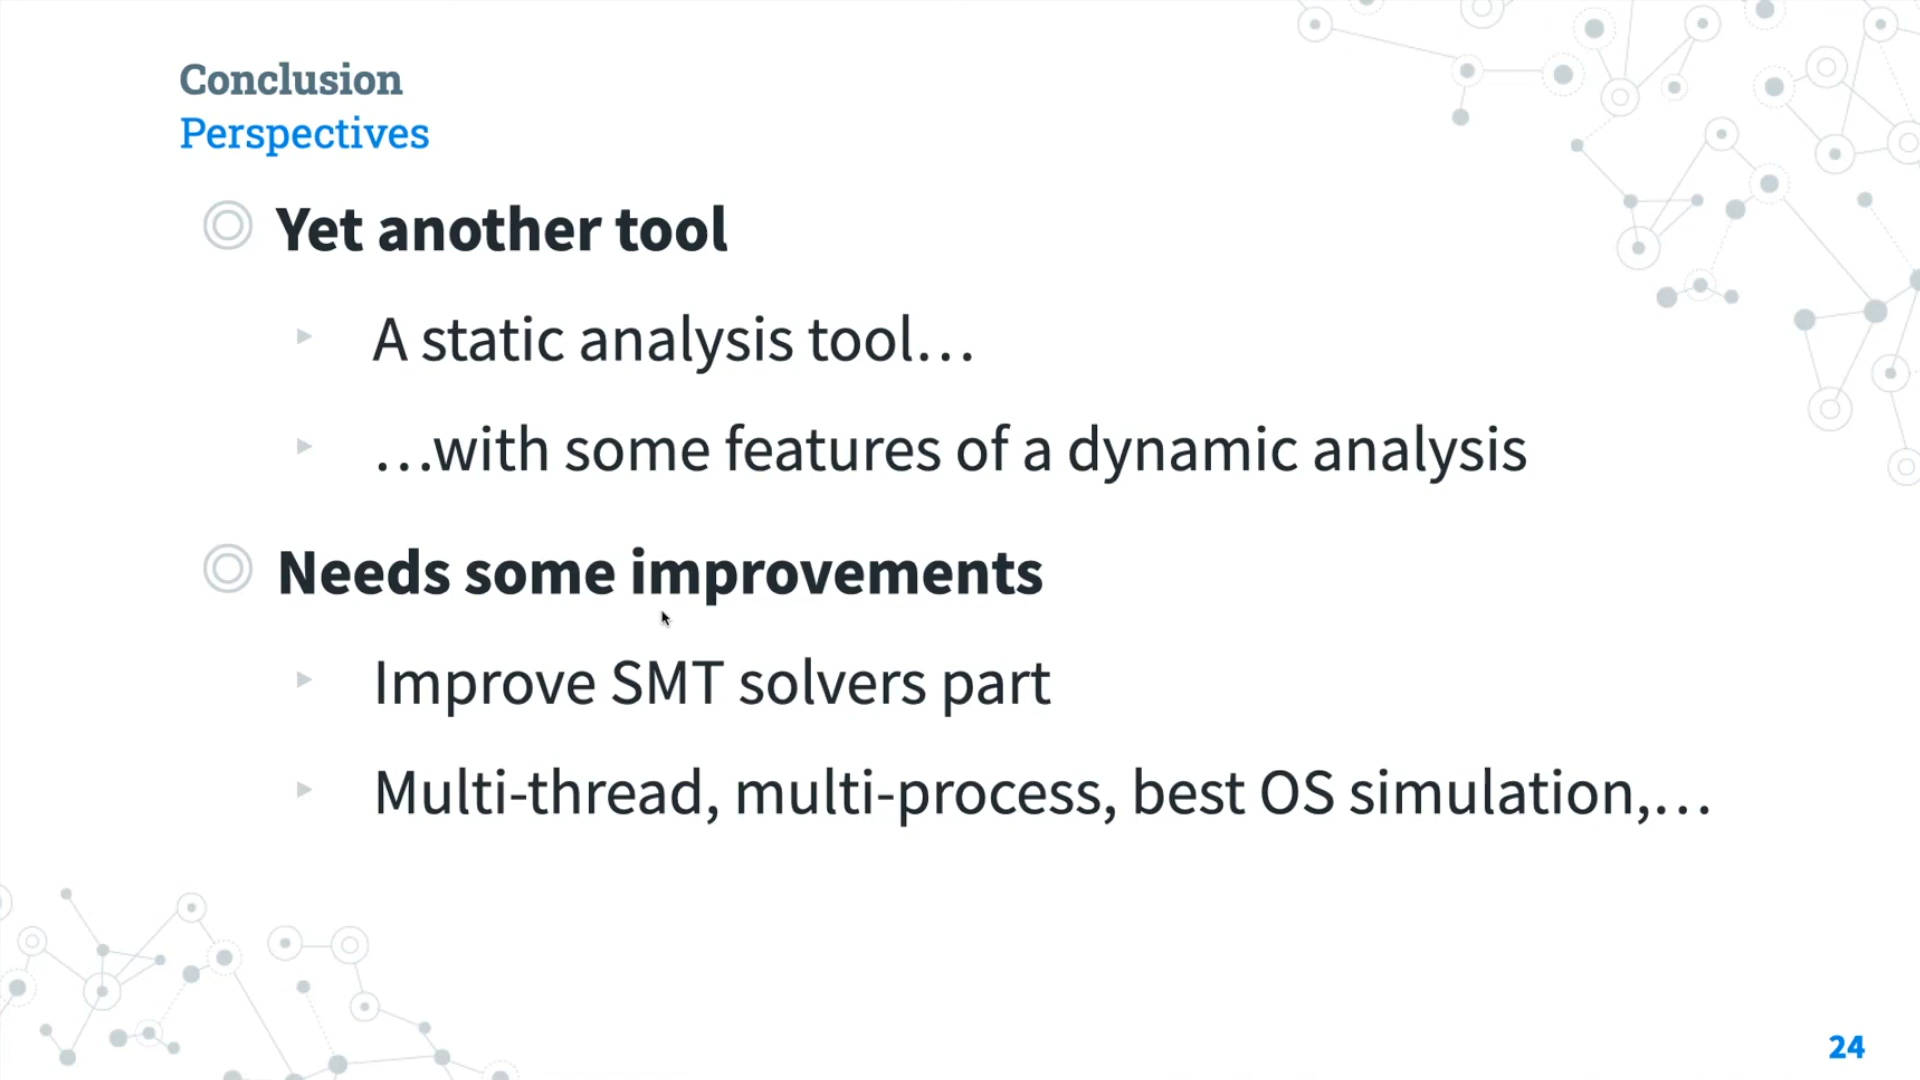 Conclusion
Perspectives
Yet another tool
A static analysis tool…
…with some features of a dynamic analysis
Needs some improvements
Improve SMT solvers part
Multi-thread, multi-process, best OS simulation,…
24